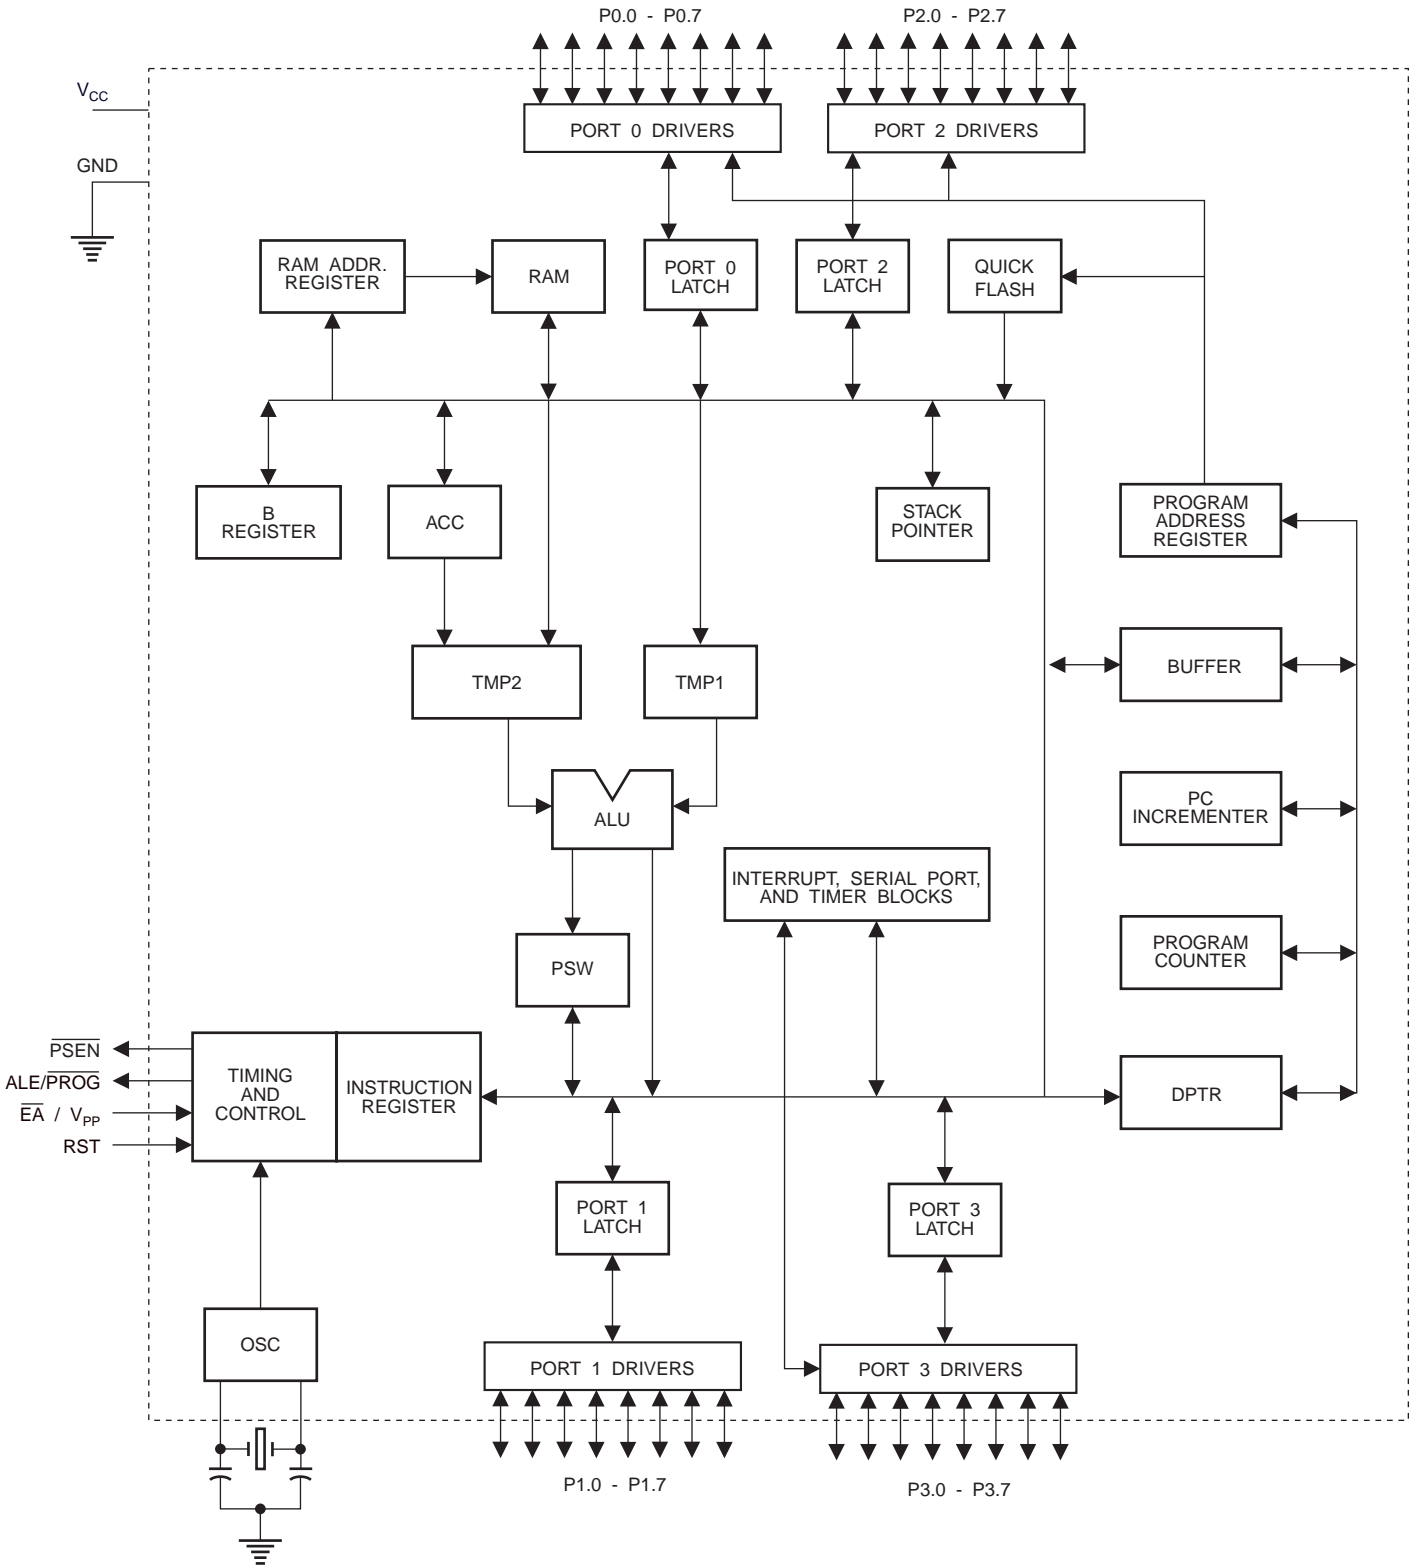 P0.0 - P0.7
P2.0 - P2.7
VCC
PORT 0 DRIVERS
PORT 2 DRIVERS
GND
RAM ADDR.
REGISTER
RAM
PORT 0
LATCH
PORT 2
LATCH
QUICK
FLASH
B
REGISTER
ACC
STACK
POINTER
PROGRAM
ADDRESS
REGISTER
TMP2
TMP1
BUFFER
ALU
PC
INCREMENTER
INTERRUPT, SERIAL PORT,
AND TIMER BLOCKS
PSW
PROGRAM
COUNTER
PSEN
ALE/PROG
EA / VPP
RST
TIMING
AND
CONTROL
INSTRUCTION
REGISTER
DPTR
PORT 1
LATCH
PORT 3
LATCH
OSC
PORT 1 DRIVERS
PORT 3 DRIVERS
P1.0 - P1.7
P3.0 - P3.7